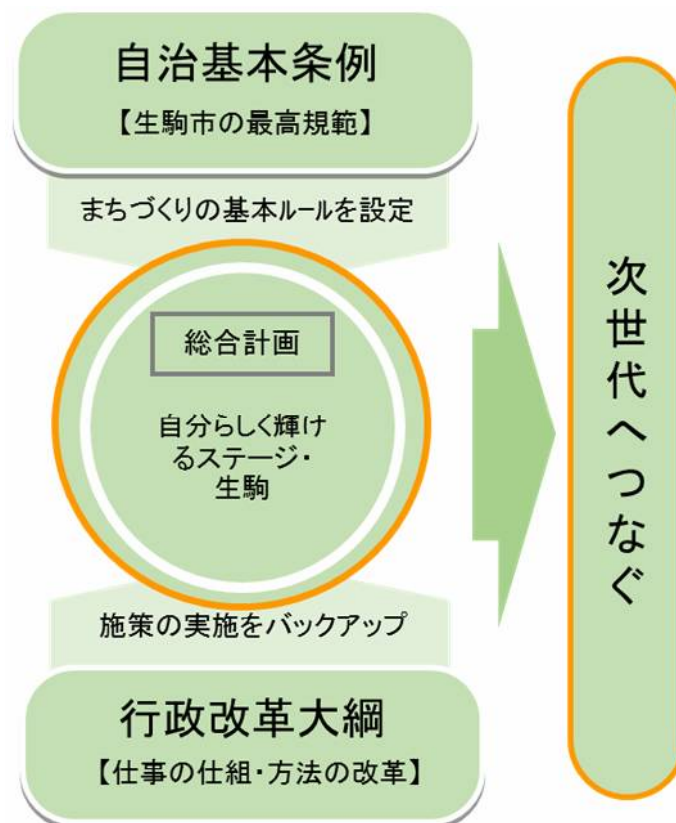 自治基本条例
【生駒市の最高規範】
まちづくりの基本ルールを設定
総合計画
自分らしく輝け
るステージ・
生駒
施策の実施をバックアップ
行政改革大綱
【仕事の仕組・方法の改革】
次世代へつなぐ